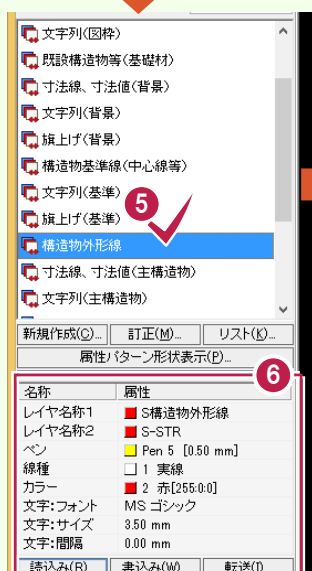 文字列(図枠)
既設構造物等(基礎材)
寸法線、寸法値(背景)
文字列(背景)
旗上げ(背景)
構造物基準線(中心線等)
文字列(基準)
旗上げ(基準)
5
構造物外形線
寸法線、寸法値(主構造物)
文字列(主構造物)
新規作成(C)... 訂正(M)... リスト(K)...
属性パターン形状表示(P)...
6
名称 属性
レイヤ名称1 S構造物外形線
レイヤ名称2 S-STR
ペン Pen 5 [0.50 mm]
線種 1 実線
カラー 2 赤[255:0:0]
文字:フォント MS ゴシック
文字:サイズ 3.50 mm
文字:間隔 0.00 mm
読込み(R) 書込み(W) 転送(T)